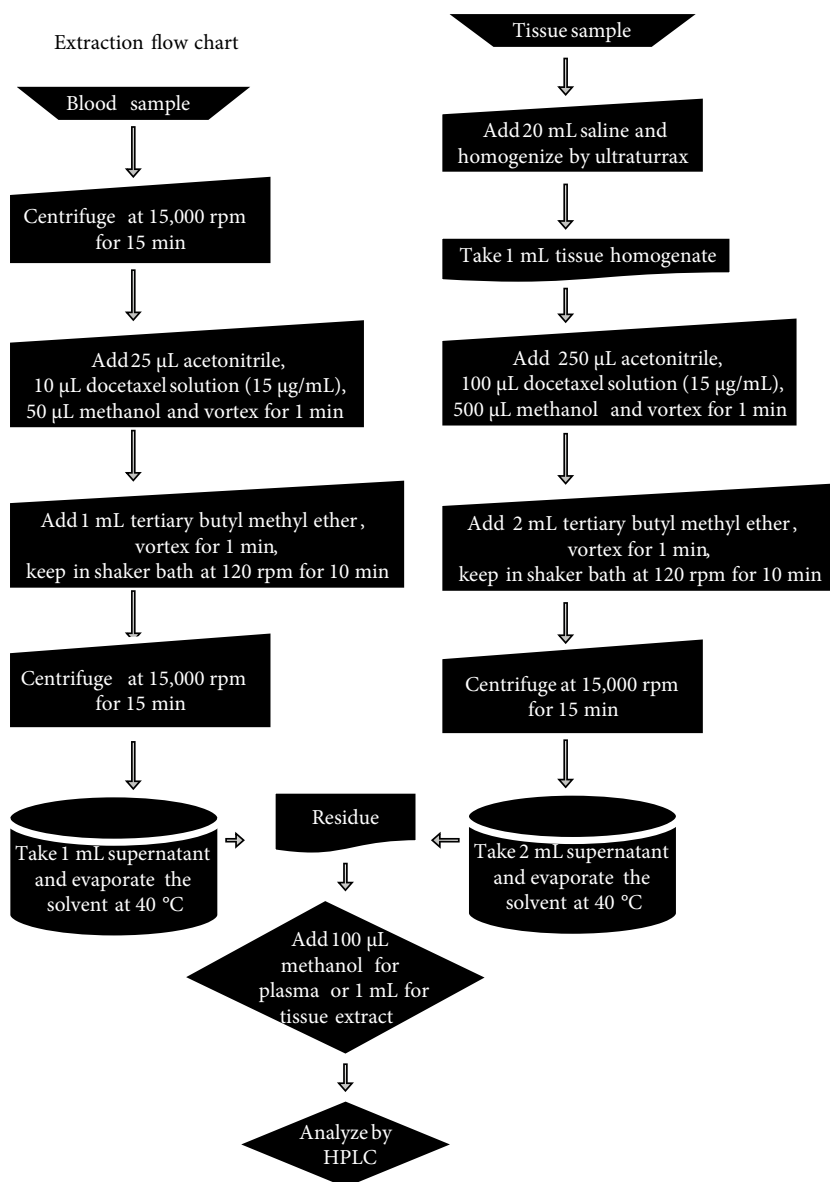 Extraction flow chart
Blood sample
Centrifuge at 15,000 rpm
for 15 min
Add 25 µL acetonitrile,
10 µL docetaxel solution (15 µg/mL),
50 µL methanol and vortex for 1 min
Add 1 mL tertiary butyl methyl ether,
vortex for 1 min,
keep in shaker bath at 120 rpm for 10 min
Centrifuge at 15,000 rpm
for 15 min
Take 1 mL supernatant
and evaporate the
solvent at 40 °C
Tissue sample
Add 20 mL saline and
homogenize by ultraturrax
Take 1 mL tissue homogenate
Add 250 µL acetonitrile,
100 µL docetaxel solution (15 µg/mL),
500 µL methanol and vortex for 1 min
Add 2 mL tertiary butyl methyl ether,
vortex for 1 min,
keep in shaker bath at 120 rpm for 10 min
Centrifuge at 15,000 rpm
for 15 min
Take 2 mL supernatant
and evaporate the
solvent at 40 °C
Residue
Add 100 µL
methanol for
plasma or 1 mL for
tissue extract
Analyze by
HPLC